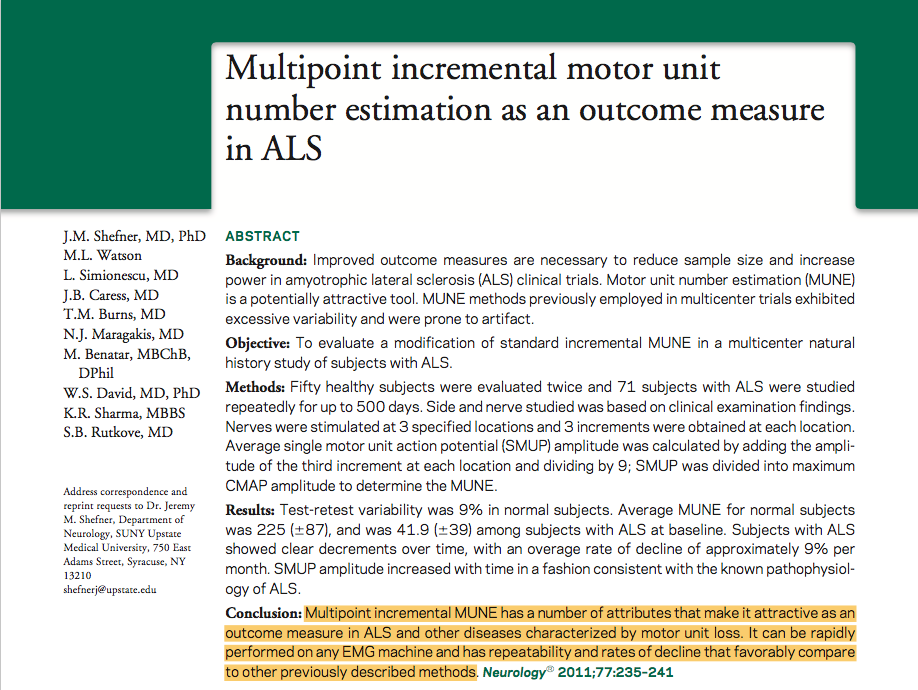 Multipoint incremental motor unit
number estimation as an outcome measure
in ALS
J.M. Shefner, MD, PhD
M.L. Watson
L. Simionescu, MD
J.B. Caress, MD
T.M. Burns, MD
N.J. Maragakis, MD
M. Benatar, MBChB,
DPhil
W.S. David, MD, PhD
K.R. Sharma, MBBS
S.B. Rutkove, MD
Address correspondence and
reprint requests to Dr. Jeremy
M. Shefner, Department of
Neurology, SUNY Upstate
Medical University, 750 East
Adams Street, Syracuse, NY
13210
shefnerj@upstate.edu
ABSTRACT
Background: Improved outcome measures are necessary to reduce sample size and increase
power in amyotrophic lateral sclerosis (ALS) clinical trials. Motor unit number estimation (MUNE)
is a potentially attractive tool. MUNE methods previously employed in multicenter trials exhibited
excessive variability and were prone to artifact.
Objective: To evaluate a modification of standard incremental MUNE in a multicenter natural
history study of subjects with ALS.
Methods: Fifty healthy subjects were evaluated twice and 71 subjects with ALS were studied
repeatedly for up to 500 days. Side and nerve studied was based on clinical examination findings.
Nerves were stimulated at 3 specified locations and 3 increments were obtained at each location.
Average single motor unit action potential (SMUP) amplitude was calculated by adding the ampli-
tude of the third increment at each location and dividing by 9; SMUP was divided into maximum
CMAP amplitude to determine the MUNE.
Results: Test-retest variability was 9% in normal subjects. Average MUNE for normal subjects
was 225 (±87), and was 41.9 (±39) among subjects with ALS at baseline. Subjects with ALS
showed clear decrements over time, with an overage rate of decline of approximately 9% per
month. SMUP amplitude increased with time in a fashion consistent with the known pathophysiol-
ogy of ALS.
Conclusion: Multipoint incremental MUNE has a number of attributes that make it attractive as an
outcome measure in ALS and other diseases characterized by motor unit loss. It can be rapidly
performed on any EMG machine and has repeatability and rates of decline that favorably compare
to other previously described methods. Neurology® 2011;77:235–241